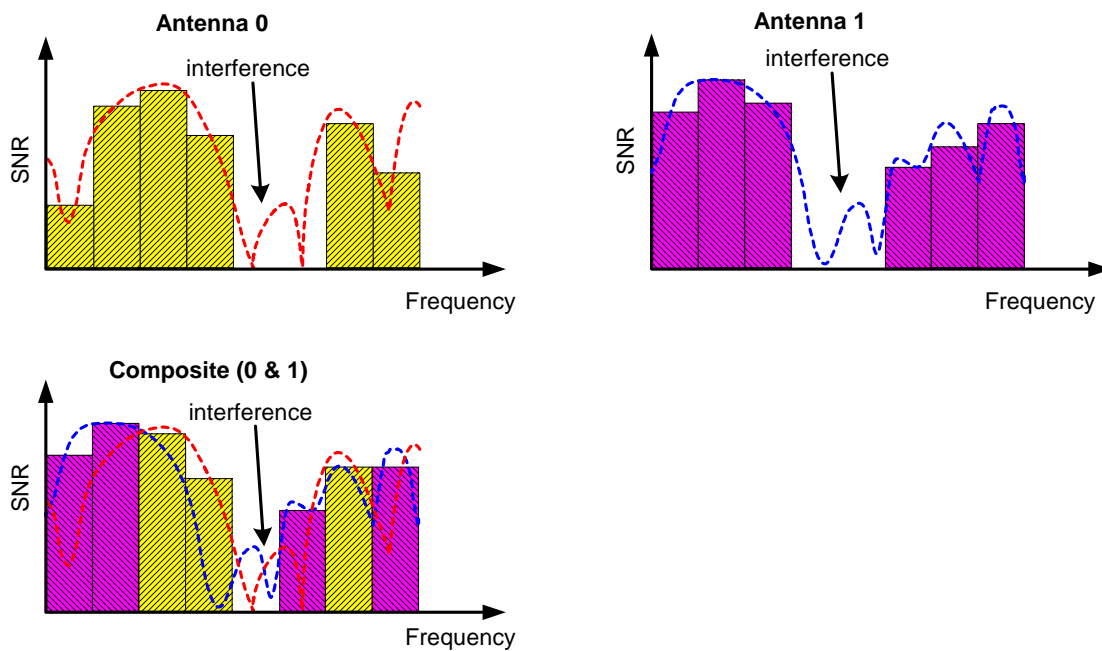 Antenna 0
interference
SNR
Frequency
Antenna 1
interference
SNR
Frequency
Composite (0 & 1)
interference
SNR
Frequency